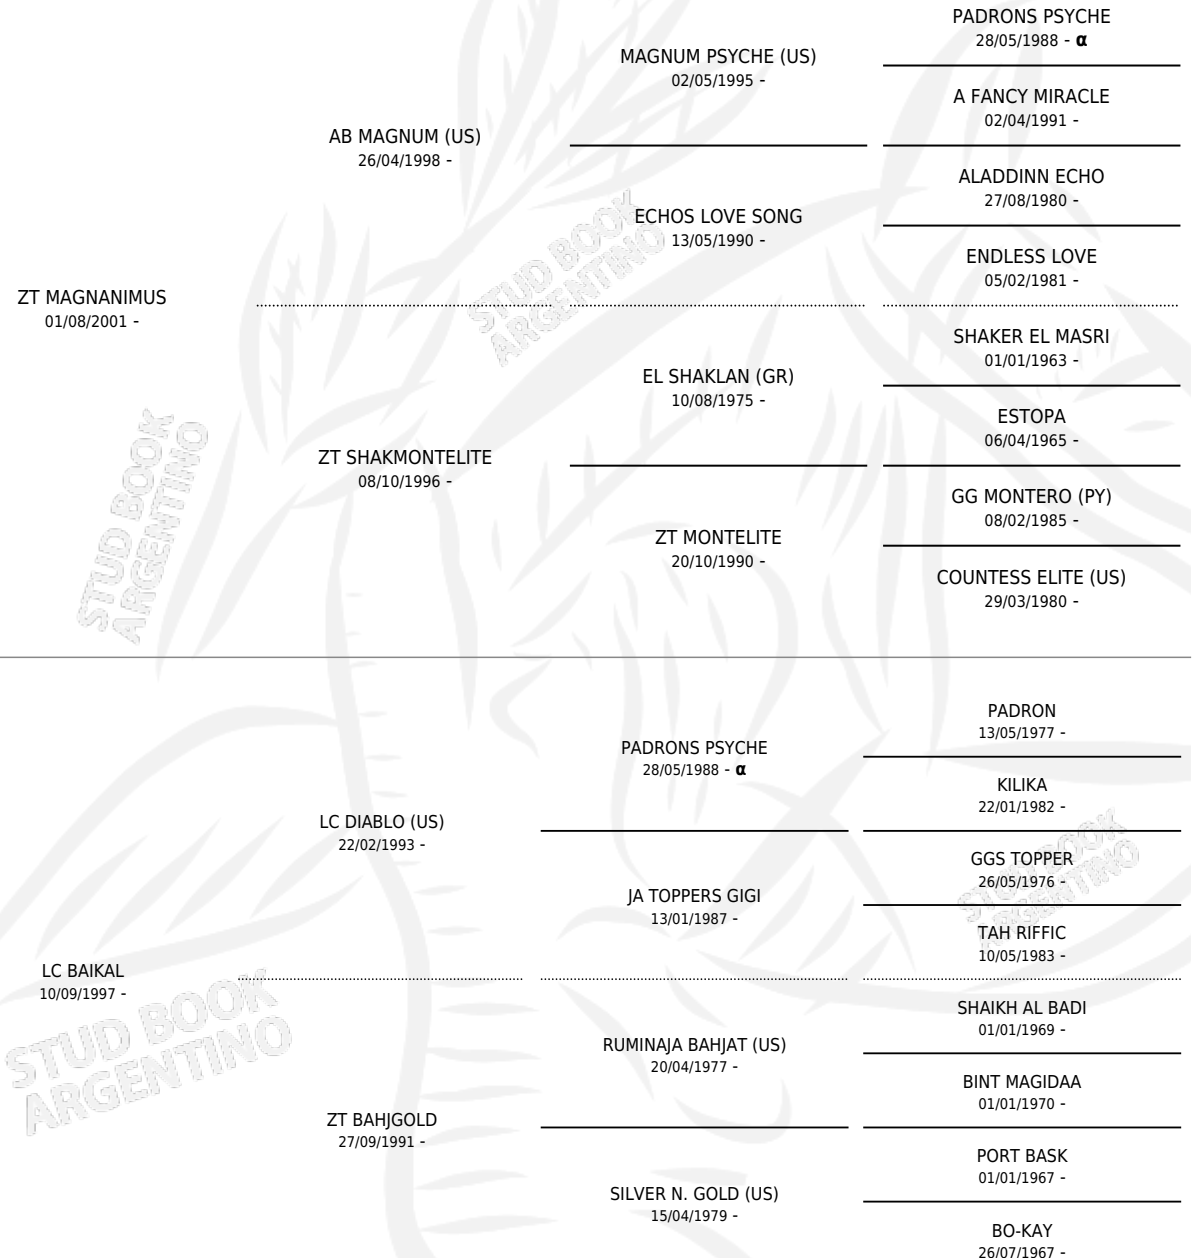 PADRONS PSYCHE
28/05/1988 - α
MAGNUM PSYCHE (US)
02/05/1995 -
A FANCY MIRACLE
02/04/1991 -
AB MAGNUM (US)
26/04/1998 -
ALADDINN ECHO
27/08/1980 -
ECHOS LOVE SONG
13/05/1990 -
ENDLESS LOVE
05/02/1981 -
ZT MAGNANIMUS
01/08/2001 -
SHAKER EL MASRI
01/01/1963 -
EL SHAKLAN (GR)
10/08/1975 -
ESTOPA
06/04/1965 -
ZT SHAKMONTELITE
08/10/1996 -
GG MONTERO (PY)
08/02/1985 -
ZT MONTELITE
20/10/1990 -
COUNTESS ELITE (US)
29/03/1980 -
STUD BOOK
ARGENTINO
STUD BOOK
ARGENTINO
PADRON
13/05/1977 -
PADRONS PSYCHE
28/05/1988 - α
KILIKA
22/01/1982 -
LC DIABLO (US)
22/02/1993 -
GGS TOPPER
26/05/1976 -
JA TOPPERS GIGI
13/01/1987 -
TAH RIFFIC
10/05/1983 -
LC BAIKAL
10/09/1997 -
SHAIKH AL BADI
01/01/1969 -
RUMINAJA BAHJAT (US)
20/04/1977 -
BINT MAGIDAA
01/01/1970 -
ZT BAHJGOLD
27/09/1991 -
PORT BASK
01/01/1967 -
SILVER N. GOLD (US)
15/04/1979 -
BO-KAY
26/07/1967 -
STUD BOOK
ARGENTINO
STUD BOOK
ARGENTINO